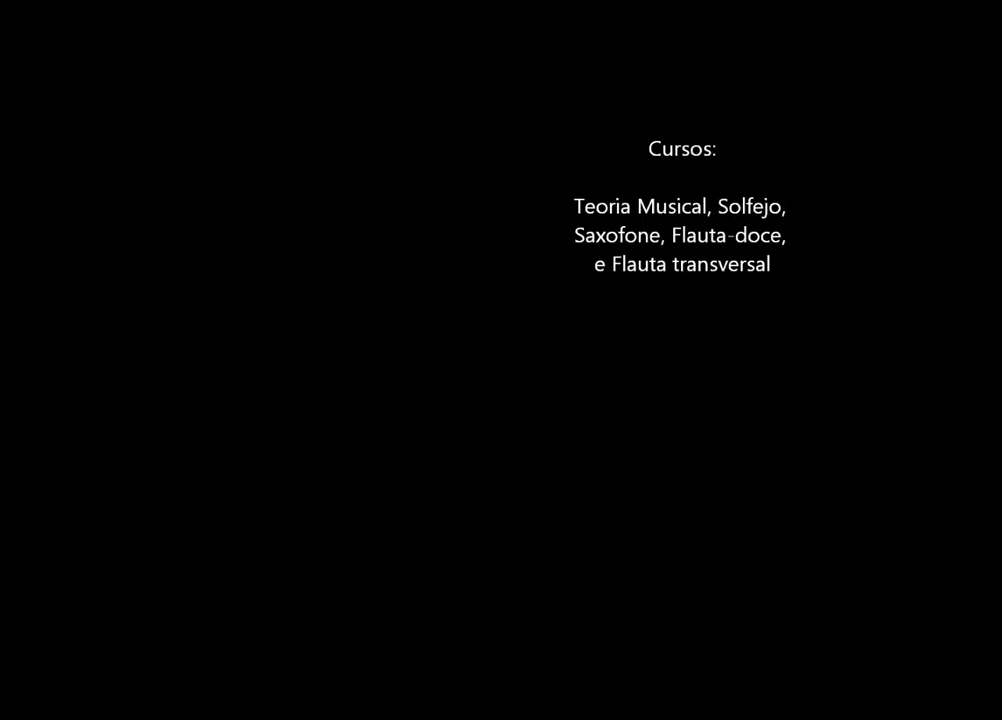 Cursos:
Teoria Musical, Solfejo,
Saxofone, Flauta-doce,
e Flauta transversal